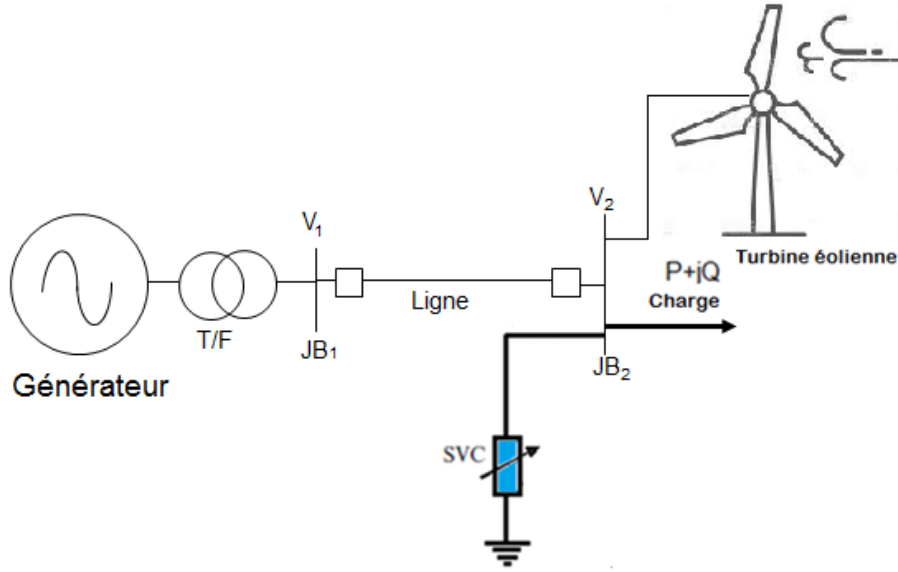 V₁
V₂
Turbine éolienne
P+jQ
Charge
Ligne
T/F
JB₁
JB₂
Générateur
SVC